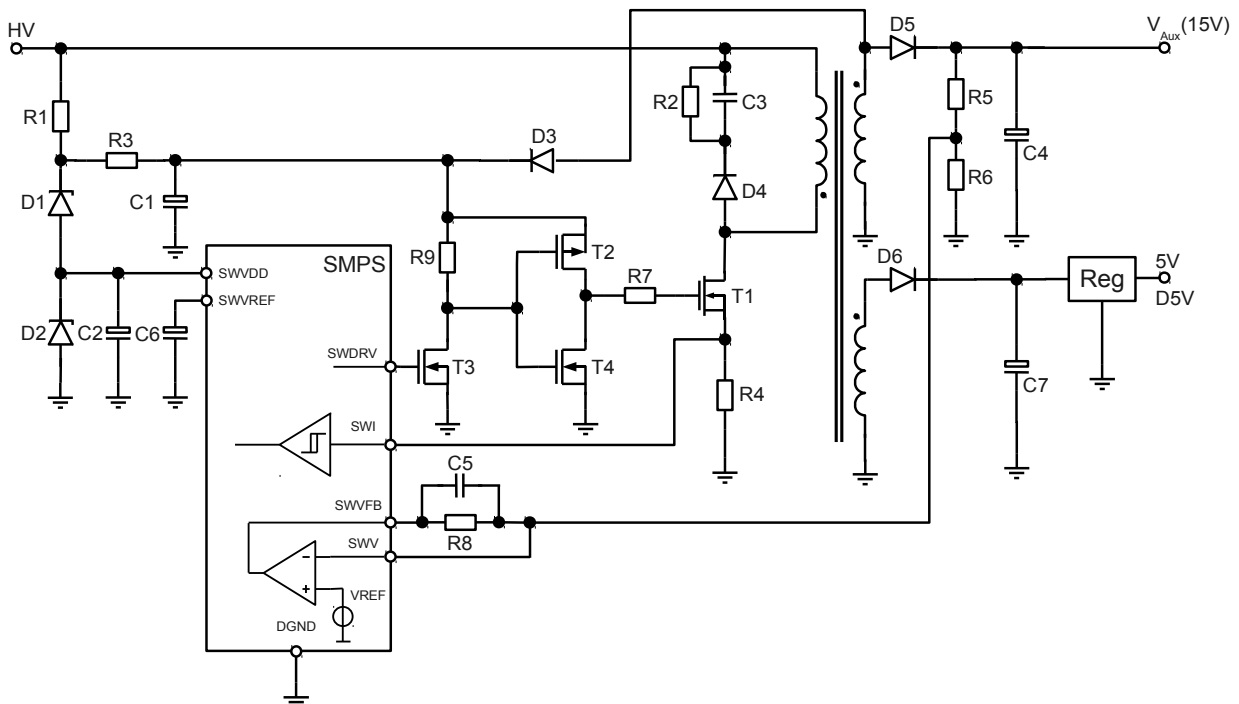 HV
D5
V_Aux(15V)
R1
R3
D3
R2
C3
R5
C4
R6
D1
C1
D4
SMPS
R9
T2
D6
5V
D5V
Reg
SWVDD
SWVREF
R7
T1
D2
C2
C6
SWDRV
T3
T4
R4
C7
SWI
C5
SWVFB
R8
SWV
-
+
VREF
DGND